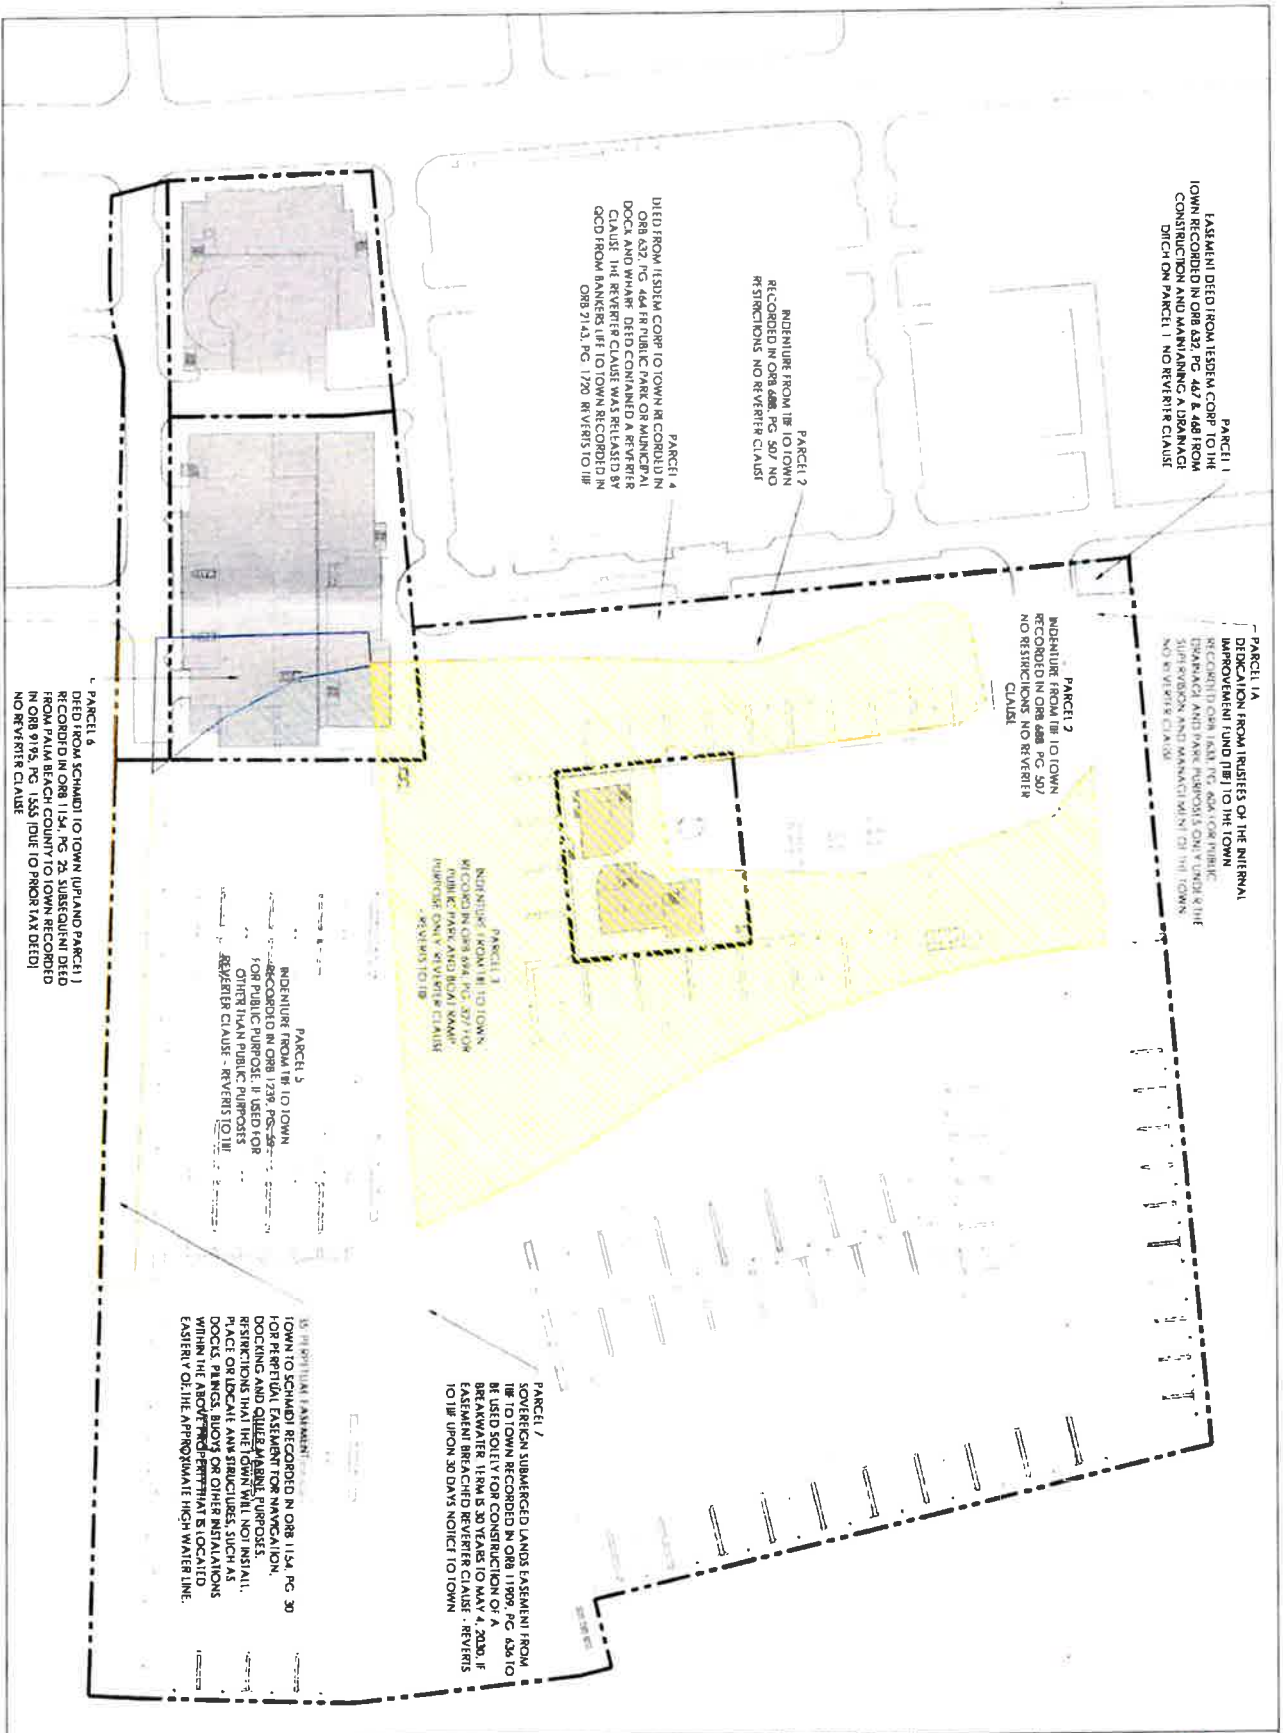 PARCEL 1
EASEMENT DEED FROM TESDEM CORP TO THE
TOWN RECORDED IN ORB 632, PG 467 & 468 FROM
CONSTRUCTION AND MAINTAINING A DRAINAGE
DITCH ON PARCEL 1 NO REVERTER CLAUSE
PARCEL 1A
DEDICATION FROM TRUSTEES OF THE INTERNAL
IMPROVEMENT FUND (TIIF) TO THE TOWN
RECORDED ORB 1633, PG 606 FOR PUBLIC
DRAINAGE AND PARK PURPOSES ONLY UNDER THE
SUPERVISION AND MANAGEMENT OF THE TOWN
NO REVERTER CLAUSE
PARCEL 2
INDENTURE FROM TIIF TO TOWN
RECORDED IN ORB 688, PG 507 NO
RESTRICTIONS NO REVERTER CLAUSE
PARCEL 2
INDENTURE FROM TIIF TO TOWN
RECORDED IN ORB 688 PG 507
NO RESTRICTIONS NO REVERTER
CLAUSE
PARCEL 4
DEED FROM TESDEM CORP TO TOWN RECORDED IN
ORB 632, PG 464 FR PUBLIC PARK OR MUNICIPAL
DOCK AND WHARF DEED CONTAINED A REVERTER
CLAUSE THE REVERTER CLAUSE WAS RELEASED BY
QCD FROM BANKERS LIFE TO TOWN RECORDED IN
ORB 2143, PG 1720 REVERTS TO TIIF
PARCEL 3
INDENTURE FROM TIIF TO TOWN
RECORD IN ORB 694, PG 527 FOR
PUBLIC PARK AND BOAT RAMP
PURPOSE ONLY REVERTER CLAUSE
- REVERTS TO TIIF
PARCEL 5
INDENTURE FROM TIIF TO TOWN
RECORDED IN ORB 1239, PG 59
FOR PUBLIC PURPOSE. IF USED FOR
OTHER THAN PUBLIC PURPOSES
REVERTER CLAUSE - REVERTS TO TIIF
PARCEL 7
SOVEREIGN SUBMERGED LANDS EASEMENT FROM
TIIF TO TOWN RECORDED IN ORB 11909, PG 636 TO
BE USED SOLELY FOR CONSTRUCTION OF A
BREAKWATER TERM IS 30 YEARS TO MAY 4, 2030, IF
EASEMENT BREACHED REVERTER CLAUSE - REVERTS
TO TIIF UPON 30 DAYS NOTICE TO TOWN
15' PERPETUAL EASEMENT
TOWN TO SCHMIDT RECORDED IN ORB 1154, PG 30
FOR PERPETUAL EASEMENT FOR NAVIGATION,
DOCKING AND OTHER MARINE PURPOSES.
RESTRICTIONS THAT THE TOWN WILL NOT INSTALL,
PLACE OR LOCATE ANY STRUCTURES, SUCH AS
DOCKS, PILINGS, BUOYS OR OTHER INSTALATIONS
WITHIN THE ABOVE PROPERTY THAT IS LOCATED
EASTERLY OF THE APPROXIMATE HIGH WATER LINE.
PARCEL 6
DEED FROM SCHMIDT TO TOWN (UPLAND PARCEL)
RECORDED IN ORB 1154, PG 25 SUBSEQUENT DEED
FROM PALM BEACH COUNTY TO TOWN RECORDED
IN ORB 9195, PG 1555 (DUE TO PRIOR TAX DEED)
NO REVERTER CLAUSE